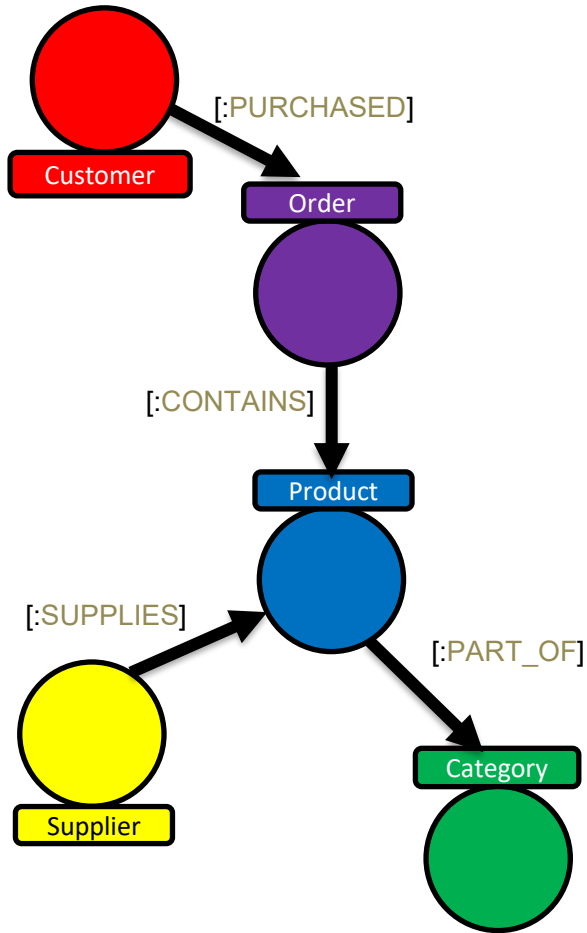 [:PURCHASED]
Customer
Order
[:CONTAINS]
Product
[:SUPPLIES]
[:PART_OF]
Category
Supplier